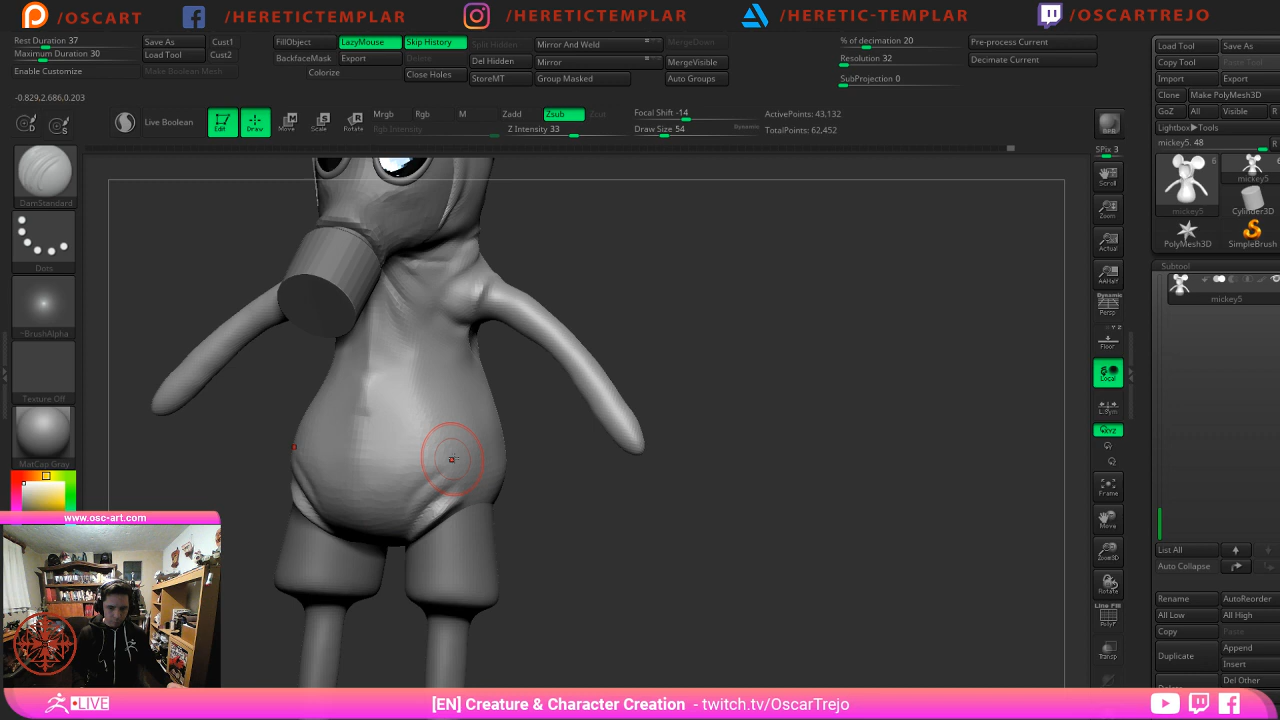 /OSCART
/HERETICTEMPLAR
/HERETICTEMPLAR
/HERETIC-TEMPLAR
/OSCARTREJO
Rest Duration 37
Maximum Duration 30
Enable Customize
Save As Cust1
Load Tool Cust2
Make Boolean Mesh
FillObject LazyMouse Skip History Split Hidden Mirror And Weld MergeDown
BackfaceMask Export Delete Mirror MergeVisible
Colorize Close Holes Del Hidden
StoreMT Group Masked Auto Groups
% of decimation 20
Resolution 32
SubProjection 0
Pre-process Current
Decimate Current
-0.829,2.686,0.203
Live Boolean
Edit Draw Move Scale Rotate
Mrgb Rgb M Zadd Zsub Zcut
Rgb Intensity Z Intensity 33
Focal Shift -14
Draw Size 54 Dynamic
ActivePoints: 43,132
TotalPoints: 62,452
DamStandard
Dots
~BrushAlpha
Texture Off
MatCap Gray
BPR
SPix 3
Scroll
Zoom
Actual
AAHalf
Dynamic
Persp
Floor
Local
L.Sym
Frame
Move
Zoom3D
Rotate
Line Fill
PolyF
Transp
Load Tool Save As
Copy Tool Paste Tool
Import Export
Clone Make PolyMesh3D
GoZ All Visible R
Lightbox▶Tools
mickey5. 48 R
6
mickey5
mickey5
Cylinder3D
PolyMesh3D
SimpleBrush
Subtool
mickey5
List All
Auto Collapse
Rename AutoReorder
All Low All High
Copy Paste
Duplicate Append
Insert
Del Other
www.osc-art.com
LIVE
[EN] Creature & Character Creation - twitch.tv/OscarTrejo